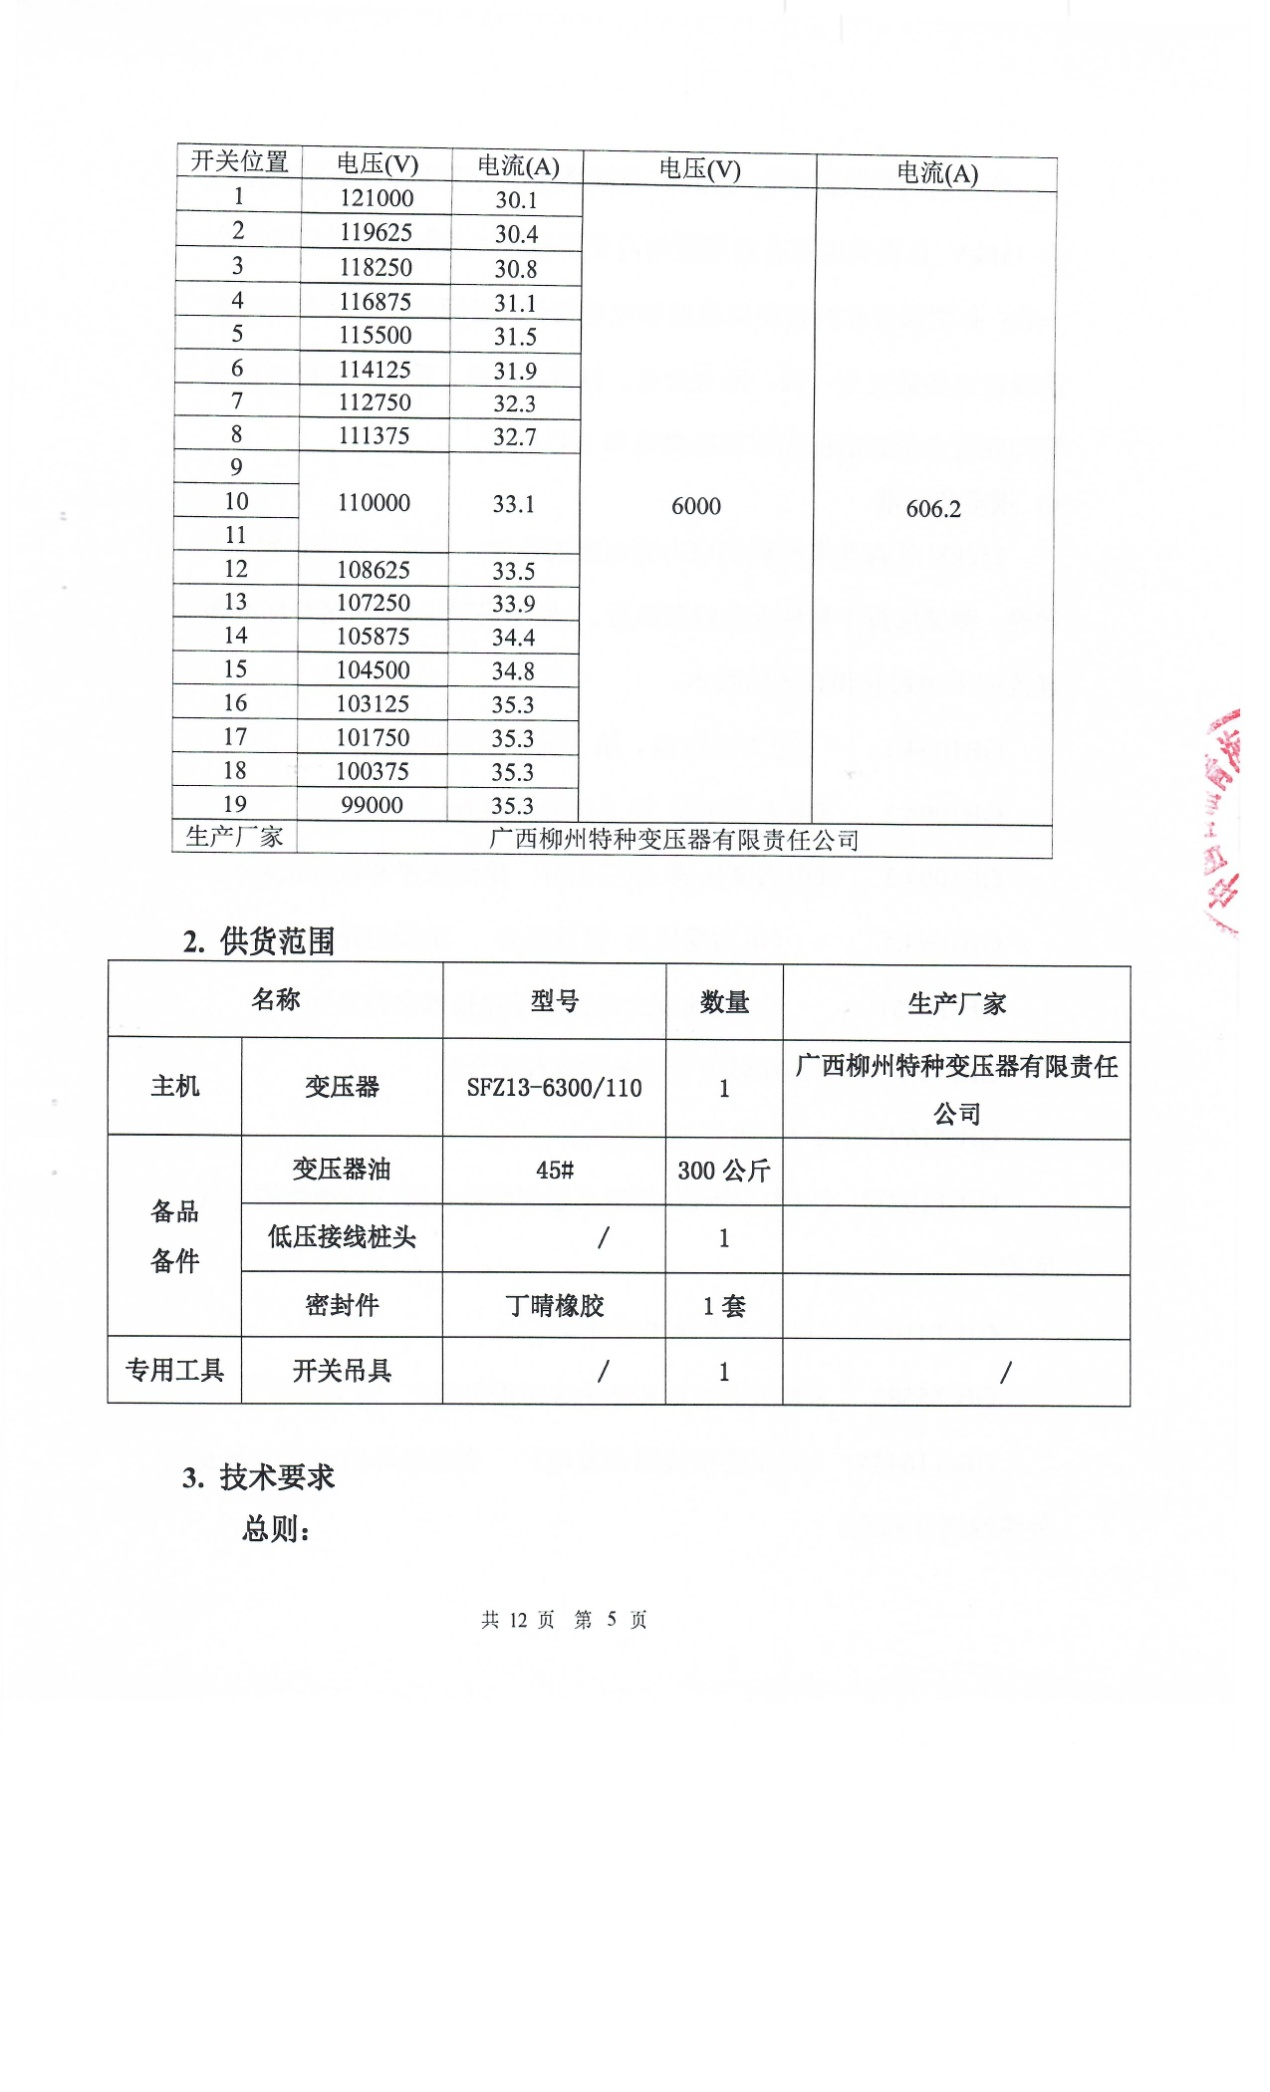 开关位置 电压(V) 电流(A) 电压(V) 电流(A)
1 121000 30.1
2 119625 30.4
3 118250 30.8
4 116875 31.1
5 115500 31.5
6 114125 31.9
7 112750 32.3
8 111375 32.7
9
10 110000 33.1 6000 606.2
11
12 108625 33.5
13 107250 33.9
14 105875 34.4
15 104500 34.8
16 103125 35.3
17 101750 35.3
18 100375 35.3
19 99000 35.3
生产厂家 广西柳州特种变压器有限责任公司
2. 供货范围
名称 型号 数量 生产厂家
主机 变压器 SFZ13-6300/110 1 广西柳州特种变压器有限责任
公司
备品
备件
变压器油 45# 300 公斤
低压接线桩头 / 1
密封件 丁晴橡胶 1 套
专用工具 开关吊具 / 1 /
3. 技术要求
总则：
共 12 页 第 5 页